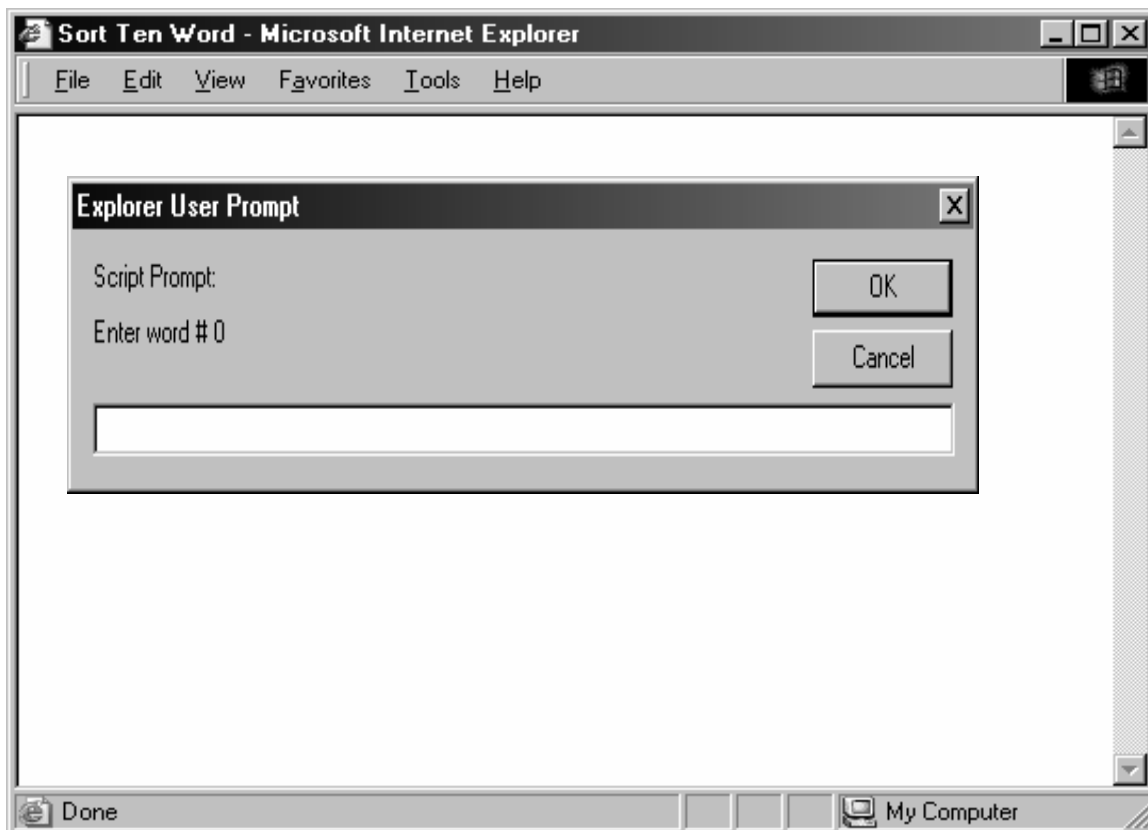 Sort Ten Word - Microsoft Internet Explorer
File Edit View Favorites Tools Help
Explorer User Prompt
Script Prompt:
OK
Enter word # 0
Cancel
Done
My Computer